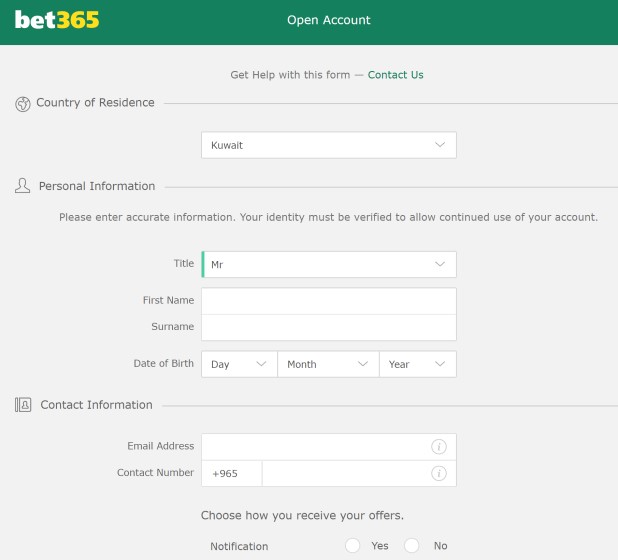 bet365
Open Account
Get Help with this form — Contact Us
Country of Residence
Kuwait
Personal Information
Please enter accurate information. Your identity must be verified to allow continued use of your account.
Title Mr
First Name
Surname
Date of Birth Day Month Year
Contact Information
Email Address
Contact Number +965
Choose how you receive your offers.
Notification Yes No